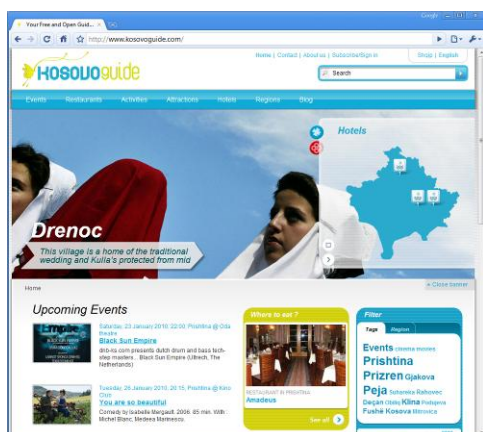 Google
Your Free and Open Guid...
http://www.kosovoguide.com/
Home | Contact | About us | Subscribe/Sign in
Shqip | English
KOSOVOguide
Search
Events Restaurants Activities Attractions Hotels Regions Blog
Hotels
Drenoc
This village is a home of the traditional
wedding and Kulla's protected from mid
Close banner
Home
Upcoming Events
Saturday, 23 January 2010, 22:00, Prishtina @ Oda
theatre
Black Sun Empire
dnb-ns.com presents dutch drum and bass tech-
step masters... Black Sun Empire (Utrech, The
Netherlands)
Tuesday, 26 January 2010, 20:15, Prishtina @ Kino
Club
You are so beautiful
Comedy by Isabelle Mergault. 2006. 85 min. With :
Michel Blanc, Medeea Marinescu.
Where to eat ?
RESTAURANT IN PRISHTINA
Amadeus
See all
Filter
Tags Region
Events cinema movies
Prishtina
Prizren Gjakova
Peja Suhareka Rahovec
Deçan Obiliq Klina Podujeva
Fushë Kosova Mitrovica